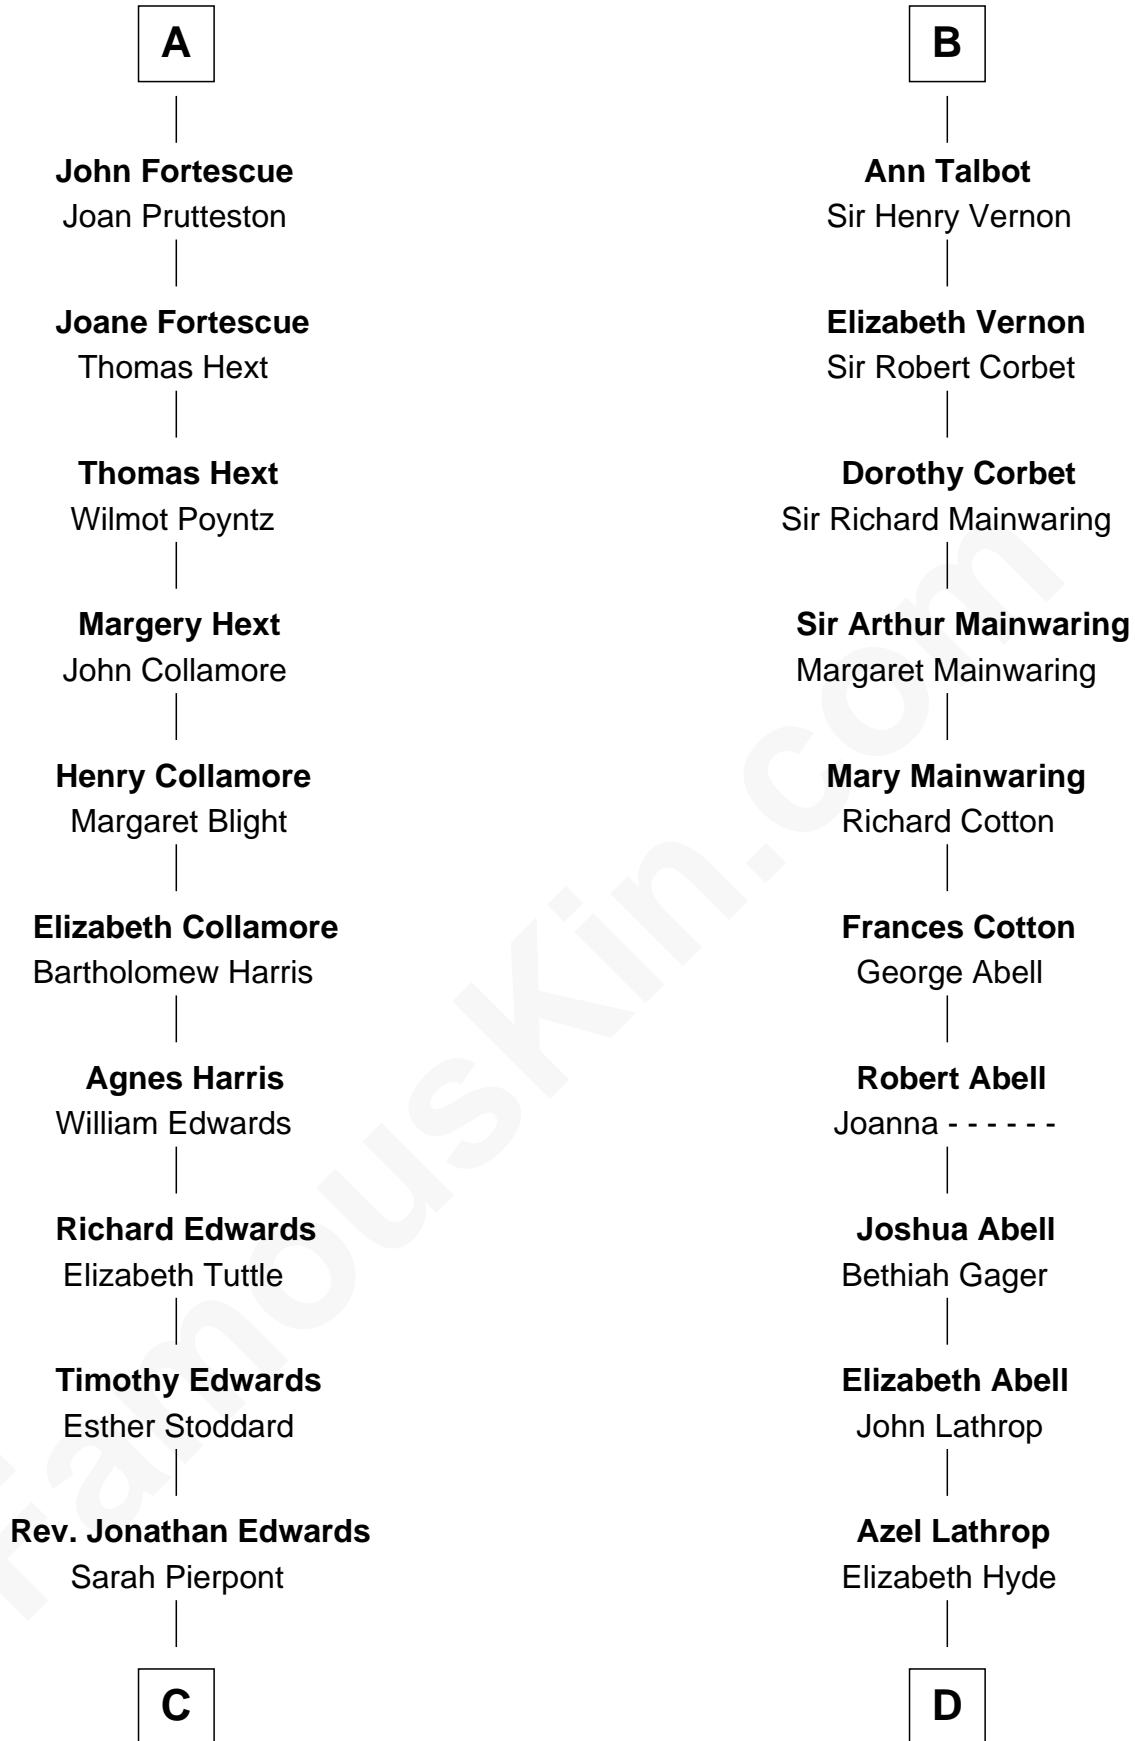 A
John Fortescue
Joan Prutteston
Joane Fortescue
Thomas Hext
Thomas Hext
Wilmot Poyntz
Margery Hext
John Collamore
Henry Collamore
Margaret Blight
Elizabeth Collamore
Bartholomew Harris
Agnes Harris
William Edwards
Richard Edwards
Elizabeth Tuttle
Timothy Edwards
Esther Stoddard
Rev. Jonathan Edwards
Sarah Pierpont
C
B
Ann Talbot
Sir Henry Vernon
Elizabeth Vernon
Sir Robert Corbet
Dorothy Corbet
Sir Richard Mainwaring
Sir Arthur Mainwaring
Margaret Mainwaring
Mary Mainwaring
Richard Cotton
Frances Cotton
George Abell
Robert Abell
Joanna - - - - - -
Joshua Abell
Bethiah Gager
Elizabeth Abell
John Lathrop
Azel Lathrop
Elizabeth Hyde
D
FamousKin.com